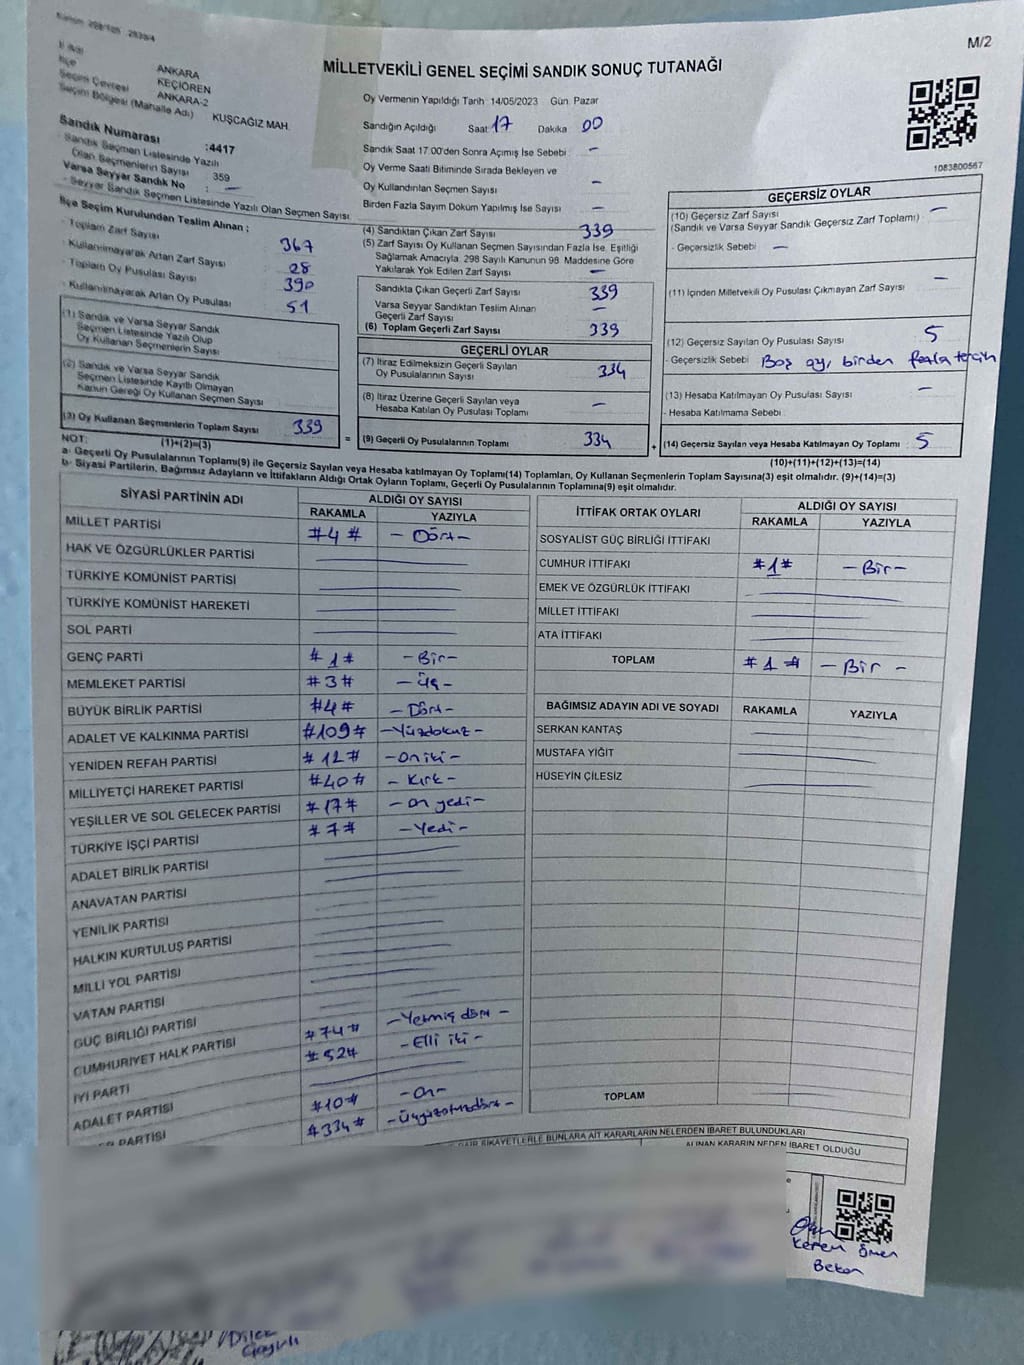 M/2
İl Adı
İlçe ANKARA
Seçim Çevresi KEÇİÖREN
Seçim Bölgesi (Mahalle Adı) ANKARA-2
KUŞCAĞIZ MAH.
Sandık Numarası :4417
- Sandık Seçmen Listesinde Yazılı
Olan Seçmenlerin Sayısı 359
Varsa Seyyar Sandık No : —
- Seyyar Sandık Seçmen Listesinde Yazılı Olan Seçmen Sayısı
MİLLETVEKİLİ GENEL SEÇİMİ SANDIK SONUÇ TUTANAĞI
Oy Vermenin Yapıldığı Tarih :14/05/2023 Gün: Pazar
Sandığın Açıldığı Saat 17 Dakika 00
Sandık Saat 17:00'den Sonra Açımış İse Sebebi : —
Oy Verme Saati Bitiminde Sırada Bekleyen ve
Oy Kullandırılan Seçmen Sayısı —
Birden Fazla Sayım Döküm Yapılmış İse Sayısı —
1083800567
İlçe Seçim Kurulundan Teslim Alınan ;
- Toplam Zarf Sayısı 367
- Kullanılmayarak Artan Zarf Sayısı 28
- Toplam Oy Pusulası Sayısı 390
- Kullanılmayarak Artan Oy Pusulası 51
(1) Sandık ve Varsa Seyyar Sandık
Seçmen Listesinde Yazılı Olup
Oy Kullanan Seçmenlerin Sayısı
(2) Sandık ve Varsa Seyyar Sandık
Seçmen Listesinde Kayıtlı Olmayan
Kanun Gereği Oy Kullanan Seçmen Sayısı
(3) Oy Kullanan Seçmenlerin Toplam Sayısı 339
(1)+(2)=(3)
(4) Sandıktan Çıkan Zarf Sayısı 339
(5) Zarf Sayısı Oy Kullanan Seçmen Sayısından Fazla İse, Eşitliği
Sağlamak Amacıyla, 298 Sayılı Kanunun 98. Maddesine Göre
Yakılarak Yok Edilen Zarf Sayısı —
Sandıkta Çıkan Geçerli Zarf Sayısı 339
Varsa Seyyar Sandıktan Teslim Alınan
Geçerli Zarf Sayısı —
(6) Toplam Geçerli Zarf Sayısı 339
GEÇERLİ OYLAR
(7) İtiraz Edilmeksizin Geçerli Sayılan
Oy Pusulalarının Sayısı 334
(8) İtiraz Üzerine Geçerli Sayılan veya
Hesaba Katılan Oy Pusulası Toplamı —
= (9) Geçerli Oy Pusulalarının Toplamı 334
GEÇERSİZ OYLAR
(10) Geçersiz Zarf Sayısı —
(Sandık ve Varsa Seyyar Sandık Geçersiz Zarf Toplamı)
- Geçersizlik Sebebi —
(11) İçinden Milletvekili Oy Pusulası Çıkmayan Zarf Sayısı —
(12) Geçersiz Sayılan Oy Pusulası Sayısı 5
- Geçersizlik Sebebi Boş oy, birden fazla tercih
(13) Hesaba Katılmayan Oy Pusulası Sayısı —
- Hesaba Katılmama Sebebi
+ (14) Geçersiz Sayılan veya Hesaba Katılmayan Oy Toplamı 5
(10)+(11)+(12)+(13)=(14)
NOT:
a- Geçerli Oy Pusulalarının Toplamı(9) ile Geçersiz Sayılan veya Hesaba katılmayan Oy Toplamı(14) Toplamları, Oy Kullanan Seçmenlerin Toplam Sayısına(3) eşit olmalıdır. (9)+(14)=(3)
b- Siyasi Partilerin, Bağımsız Adayların ve İttifakların Aldığı Ortak Oyların Toplamı, Geçerli Oy Pusulalarının Toplamına(9) eşit olmalıdır.
SİYASİ PARTİNİN ADI ALDIĞI OY SAYISI
RAKAMLA YAZIYLA
MİLLET PARTİSİ #4# -Dört-
HAK VE ÖZGÜRLÜKLER PARTİSİ
TÜRKİYE KOMÜNİST PARTİSİ
TÜRKİYE KOMÜNİST HAREKETİ
SOL PARTİ
GENÇ PARTİ #1# -Bir-
MEMLEKET PARTİSİ #3# -Üç-
BÜYÜK BİRLİK PARTİSİ #4# -Dört-
ADALET VE KALKINMA PARTİSİ #109# -Yüzdokuz-
YENİDEN REFAH PARTİSİ #12# -Oniki-
MİLLİYETÇİ HAREKET PARTİSİ #40# -Kırk-
YEŞİLLER VE SOL GELECEK PARTİSİ #17# -on yedi-
TÜRKİYE İŞÇİ PARTİSİ #7# -Yedi-
ADALET BİRLİK PARTİSİ
ANAVATAN PARTİSİ
YENİLİK PARTİSİ
HALKIN KURTULUŞ PARTİSİ
MİLLİ YOL PARTİSİ
VATAN PARTİSİ
GÜÇ BİRLİĞİ PARTİSİ
CUMHURİYET HALK PARTİSİ #74# -Yetmiş dört-
İYİ PARTİ #52# -Elli iki-
ADALET PARTİSİ
PARTİSİ #10# -On-
#334# -Üçyüzotuzdört-
İTTİFAK ORTAK OYLARI ALDIĞI OY SAYISI
RAKAMLA YAZIYLA
SOSYALİST GÜÇ BİRLİĞİ İTTİFAKI
CUMHUR İTTİFAKI #1# -Bir-
EMEK VE ÖZGÜRLÜK İTTİFAKI
MİLLET İTTİFAKI
ATA İTTİFAKI
TOPLAM #1# -Bir-
BAĞIMSIZ ADAYIN ADI VE SOYADI RAKAMLA YAZIYLA
SERKAN KANTAŞ
MUSTAFA YİĞİT
HÜSEYİN ÇİLESİZ
TOPLAM
DAİR ŞİKAYETLERLE BUNLARA AİT KARARLARIN NELERDEN İBARET BULUNDUKLARI
ALINAN KARARIN NEDEN İBARET OLDUĞU
Kerem Ömer